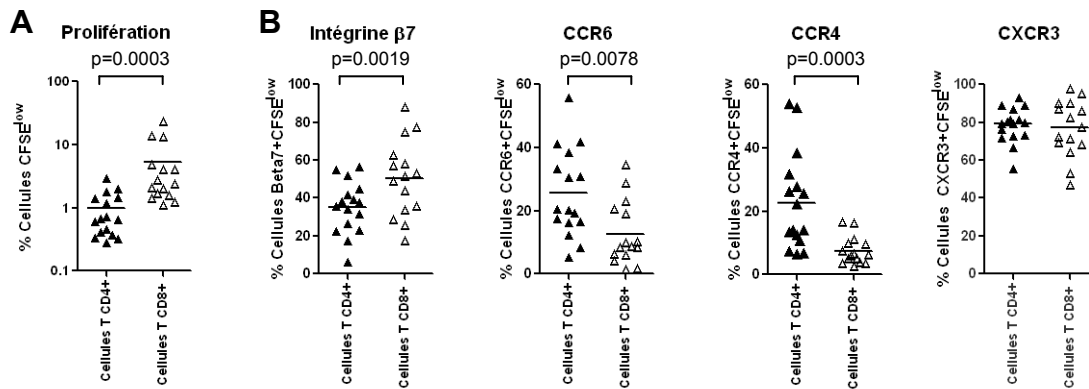 A
Prolifération
p=0.0003
% Cellules CFSElow
100
10
1
0.1
Cellules T CD4+
Cellules T CD8+
B
Intégrine β7
p=0.0019
% Cellules Beta7+CFSElow
100
80
60
40
20
0
Cellules T CD4+
Cellules T CD8+
CCR6
p=0.0078
% Cellules CCR6+CFSElow
60
40
20
0
Cellules T CD4+
Cellules T CD8+
CCR4
p=0.0003
% Cellules CCR4+CFSElow
60
40
20
0
Cellules T CD4+
Cellules T CD8+
CXCR3
% Cellules CXCR3+CFSElow
100
80
60
40
20
0
Cellules T CD4+
Cellules T CD8+